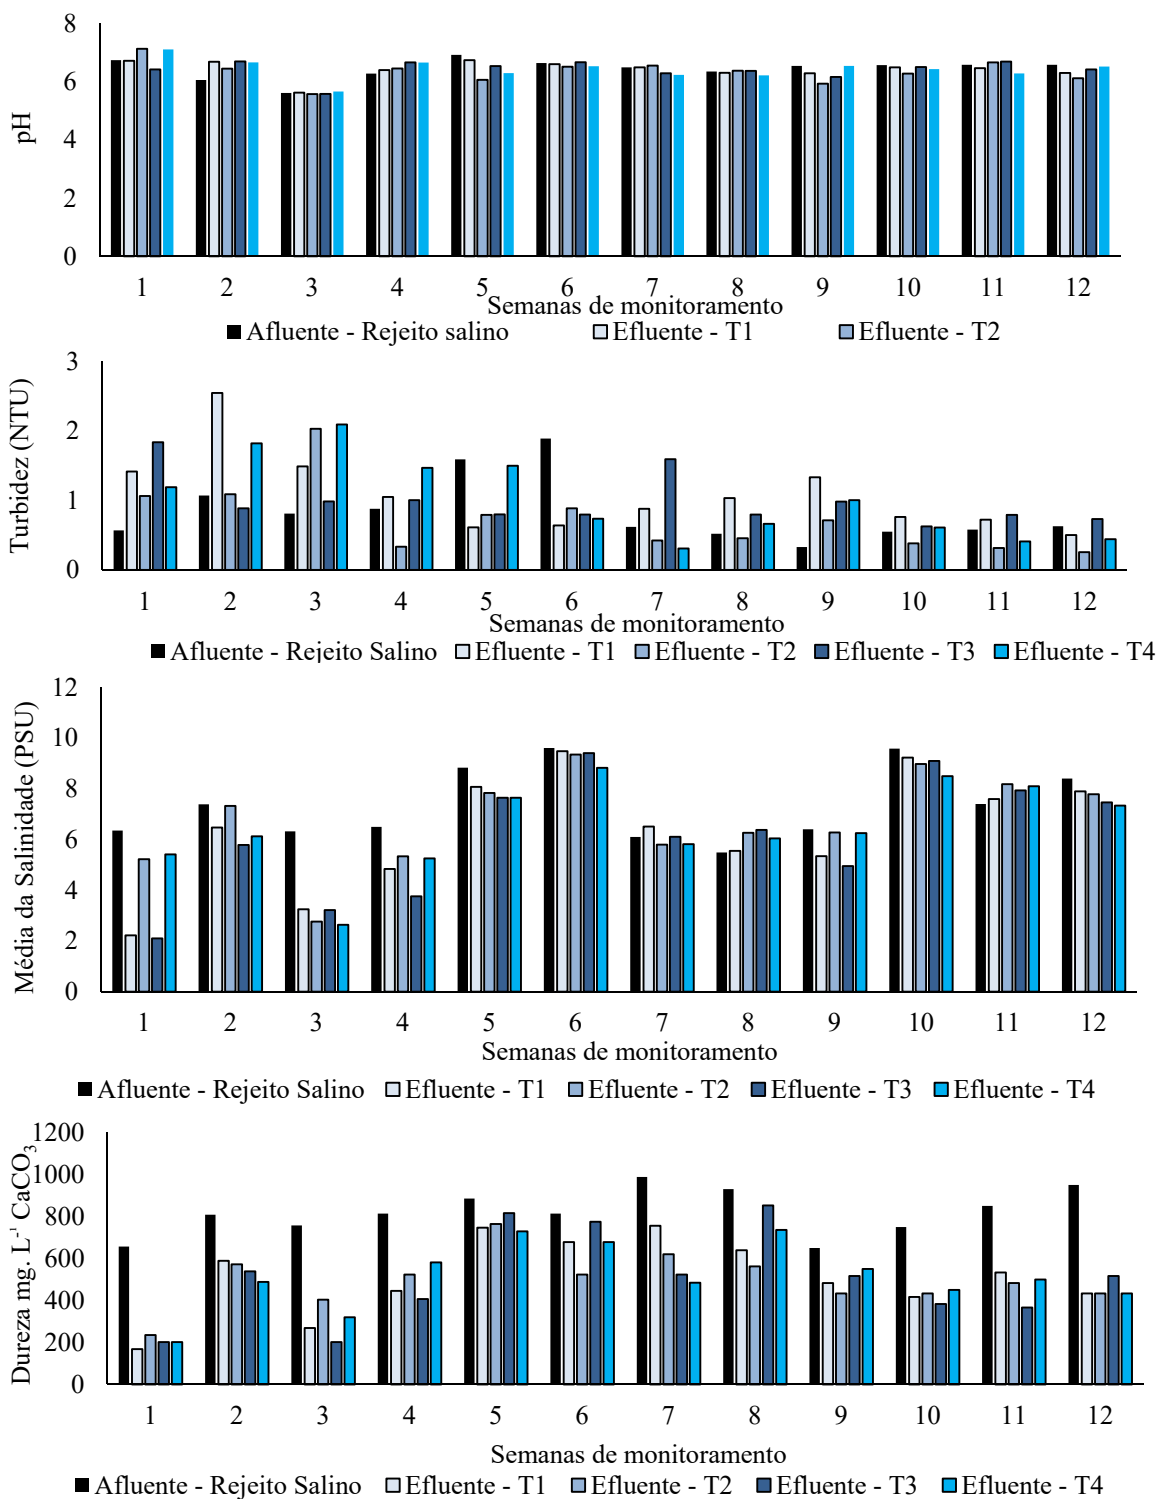 8
6
4
2
0
pH
1 2 3 4 5 6 7 8 9 10 11 12
Semanas de monitoramento
Afluente - Rejeito salino Efluente - T1 Efluente - T2
3
2
1
0
Turbidez (NTU)
1 2 3 4 5 6 7 8 9 10 11 12
Semanas de monitoramento
Afluente - Rejeito Salino Efluente - T1 Efluente - T2 Efluente - T3 Efluente - T4
12
10
8
6
4
2
0
Média da Salinidade (PSU)
1 2 3 4 5 6 7 8 9 10 11 12
Semanas de monitoramento
Afluente - Rejeito Salino Efluente - T1 Efluente - T2 Efluente - T3 Efluente - T4
1200
1000
800
600
400
200
0
Dureza mg. L⁻¹ CaCO₃
1 2 3 4 5 6 7 8 9 10 11 12
Semanas de monitoramento
Afluente - Rejeito Salino Efluente - T1 Efluente - T2 Efluente - T3 Efluente - T4